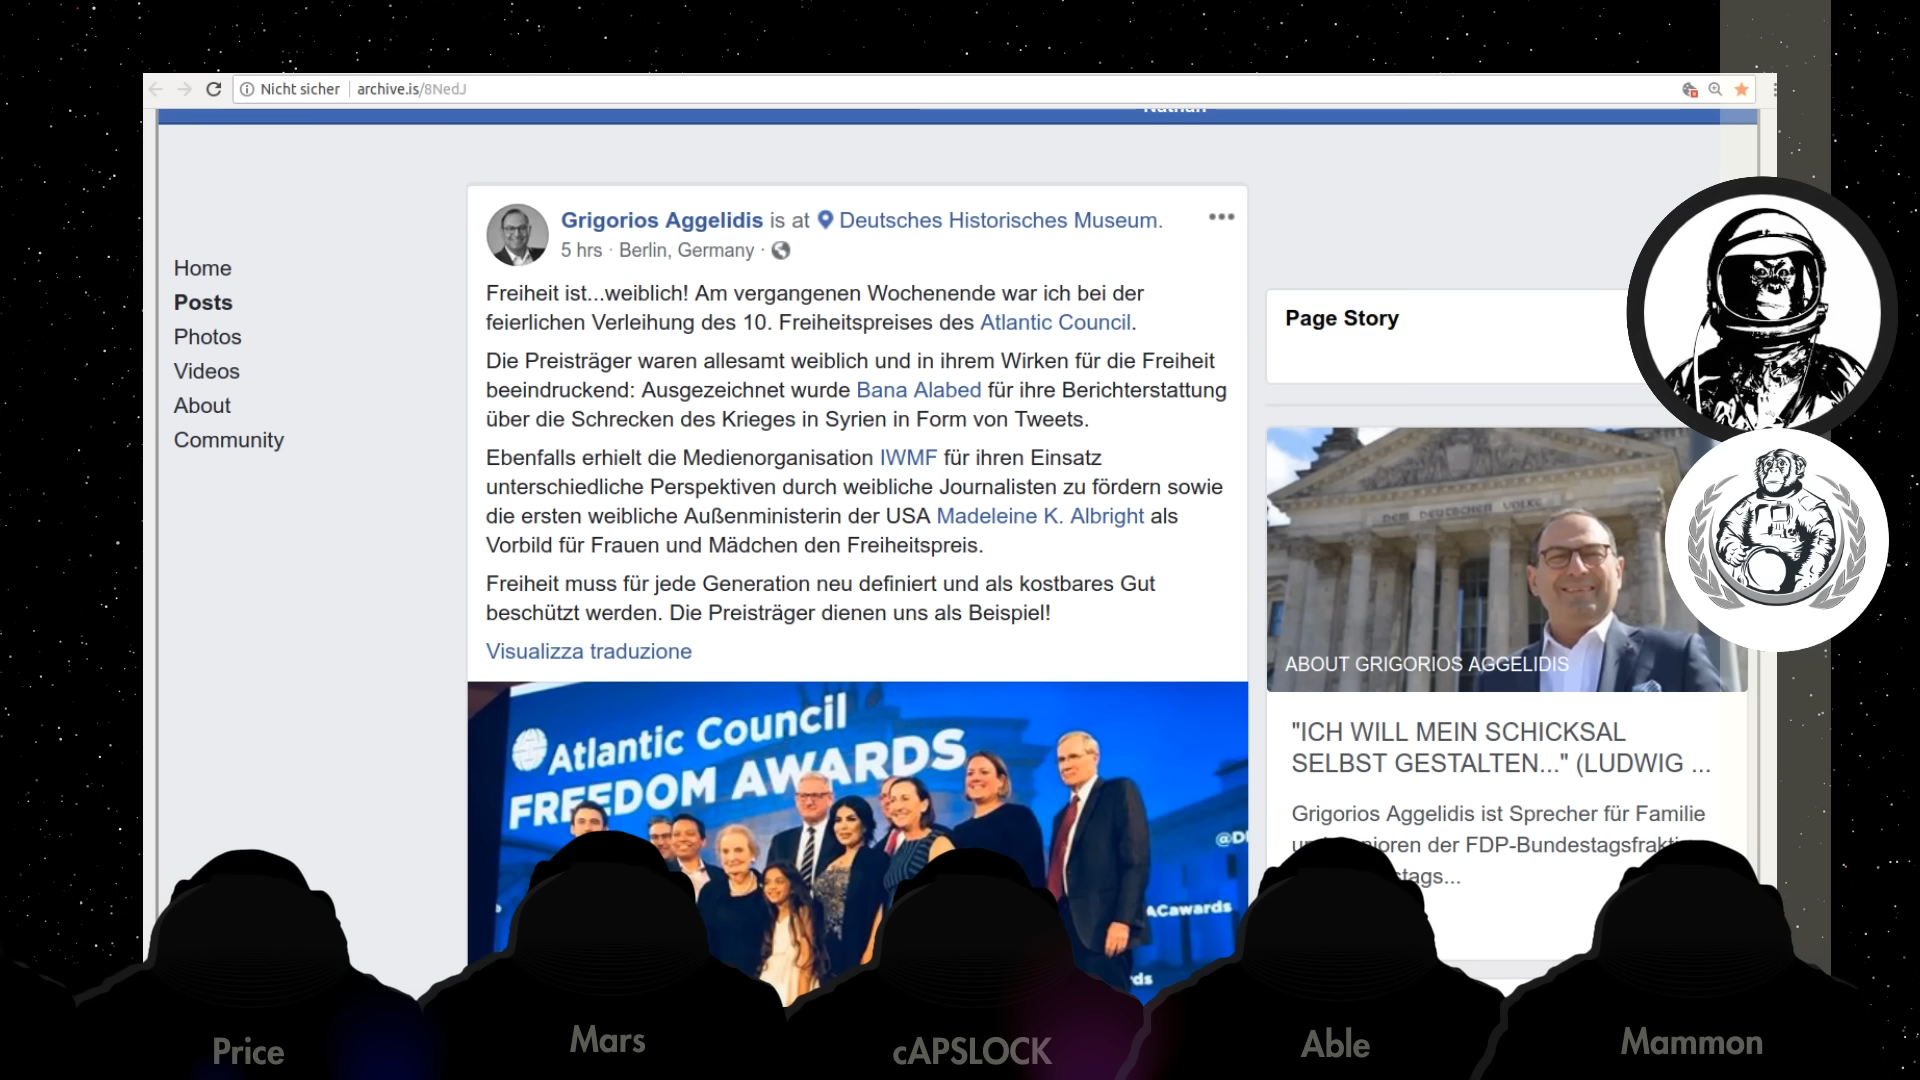 Nicht sicher archive.is/8NedJ
Home
Posts
Photos
Videos
About
Community
Grigorios Aggelidis is at Deutsches Historisches Museum.
5 hrs · Berlin, Germany ·
Freiheit ist...weiblich! Am vergangenen Wochenende war ich bei der
feierlichen Verleihung des 10. Freiheitspreises des Atlantic Council.
Die Preisträger waren allesamt weiblich und in ihrem Wirken für die Freiheit
beeindruckend: Ausgezeichnet wurde Bana Alabed für ihre Berichterstattung
über die Schrecken des Krieges in Syrien in Form von Tweets.
Ebenfalls erhielt die Medienorganisation IWMF für ihren Einsatz
unterschiedliche Perspektiven durch weibliche Journalisten zu fördern sowie
die ersten weibliche Außenministerin der USA Madeleine K. Albright als
Vorbild für Frauen und Mädchen den Freiheitspreis.
Freiheit muss für jede Generation neu definiert und als kostbares Gut
beschützt werden. Die Preisträger dienen uns als Beispiel!
Visualizza traduzione
Atlantic Council
FREEDOM AWARDS
ACawards
Page Story
DEM DEUTSCHEN VOLKE
ABOUT GRIGORIOS AGGELIDIS
"ICH WILL MEIN SCHICKSAL
SELBST GESTALTEN..." (LUDWIG ...
Grigorios Aggelidis ist Sprecher für Familie
der FDP-Bundestagsfrakt
Price
Mars
cAPSLOCK
Able
Mammon